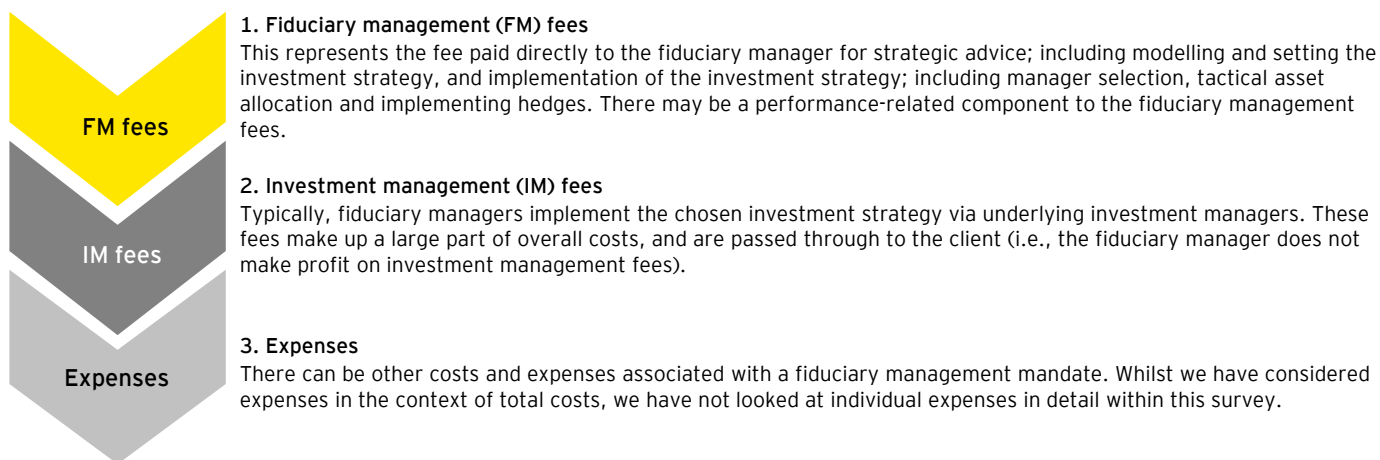 1. Fiduciary management (FM) fees
This represents the fee paid directly to the fiduciary manager for strategic advice; including modelling and setting the
investment strategy, and implementation of the investment strategy; including manager selection, tactical asset
allocation and implementing hedges. There may be a performance-related component to the fiduciary management
fees.
FM fees
2. Investment management (IM) fees
Typically, fiduciary managers implement the chosen investment strategy via underlying investment managers. These
fees make up a large part of overall costs, and are passed through to the client (i.e., the fiduciary manager does not
make profit on investment management fees).
IM fees
3. Expenses
There can be other costs and expenses associated with a fiduciary management mandate. Whilst we have considered
expenses in the context of total costs, we have not looked at individual expenses in detail within this survey.
Expenses